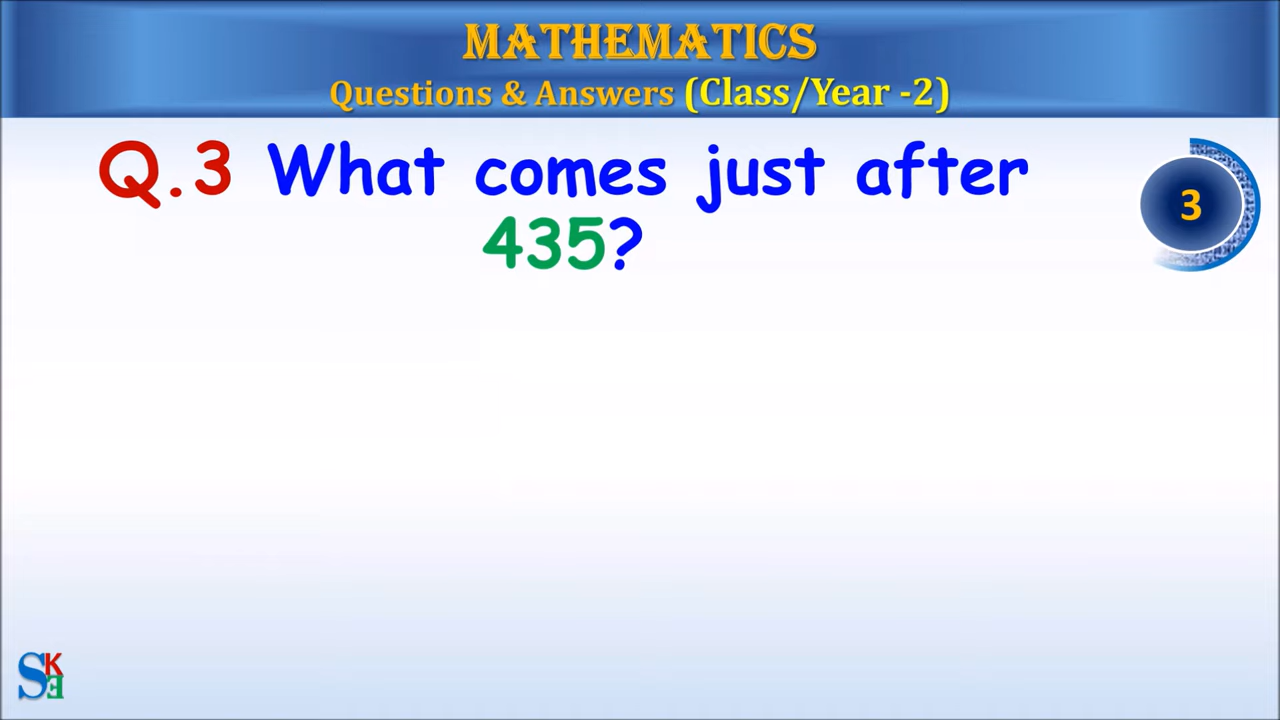 MATHEMATICS
Questions & Answers (Class/Year -2)
Q.3 What comes just after
435?
3
SKE